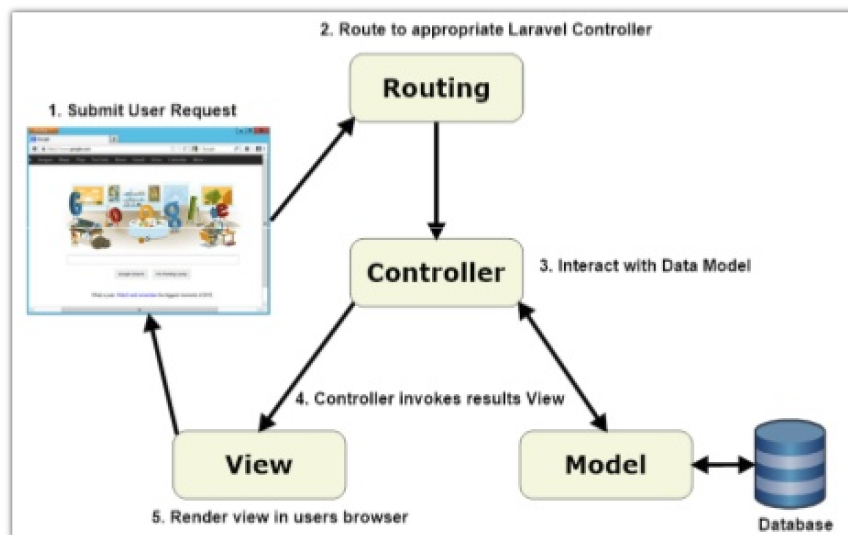 2. Route to appropriate Laravel Controller
Routing
1. Submit User Request
Google
Controller
3. Interact with Data Model
4. Controller invokes results View
View
Model
5. Render view in users browser
Database